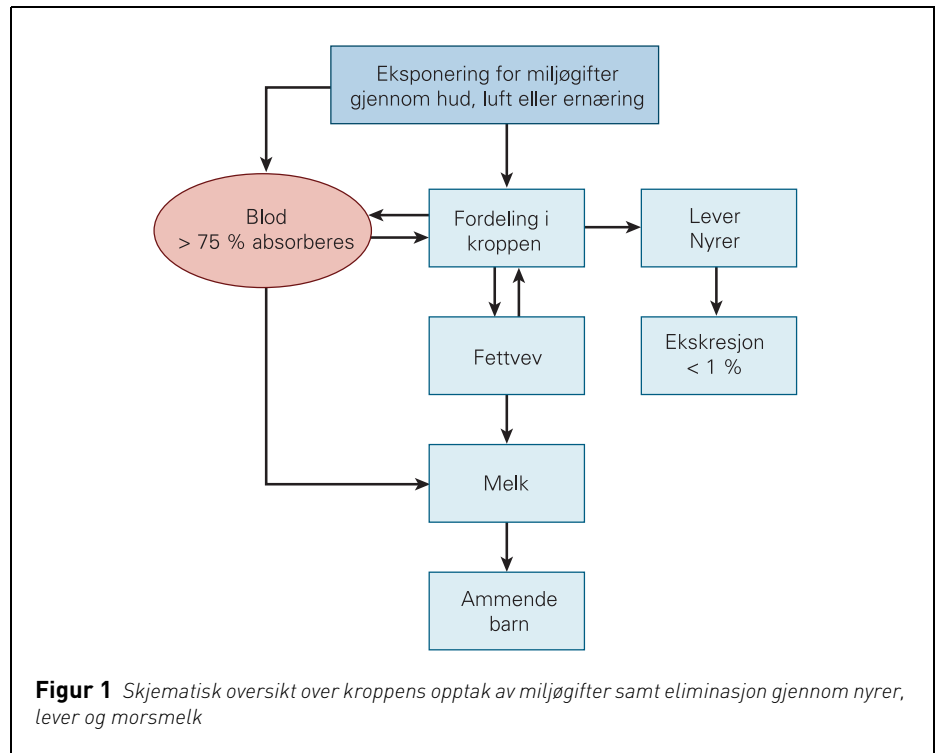 Eksponering for miljøgifter
gjennom hud, luft eller ernæring
Blod
> 75 % absorberes
Fordeling i
kroppen
Lever
Nyrer
Fettvev
Ekskresjon
< 1 %
Melk
Ammende
barn
Figur 1 Skjematisk oversikt over kroppens opptak av miljøgifter samt eliminasjon gjennom nyrer,
lever og morsmelk